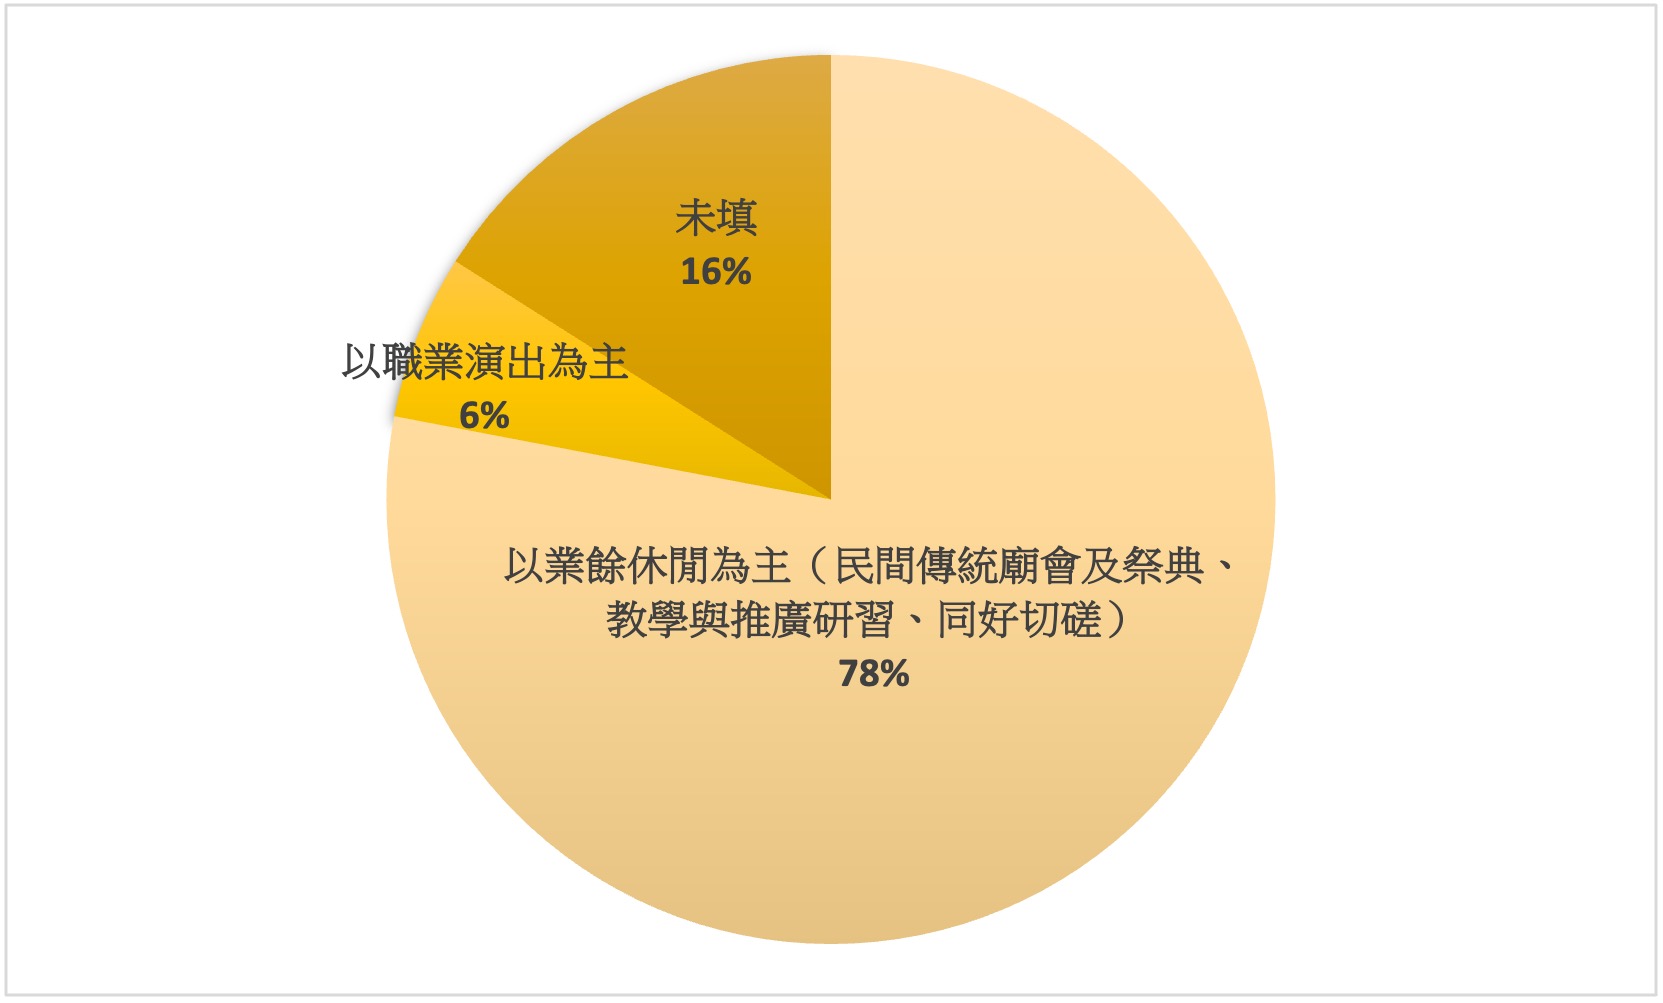 未填
16%
以職業演出為主
6%
以業餘休閒為主（民間傳統廟會及祭典、
教學與推廣研習、同好切磋）
78%